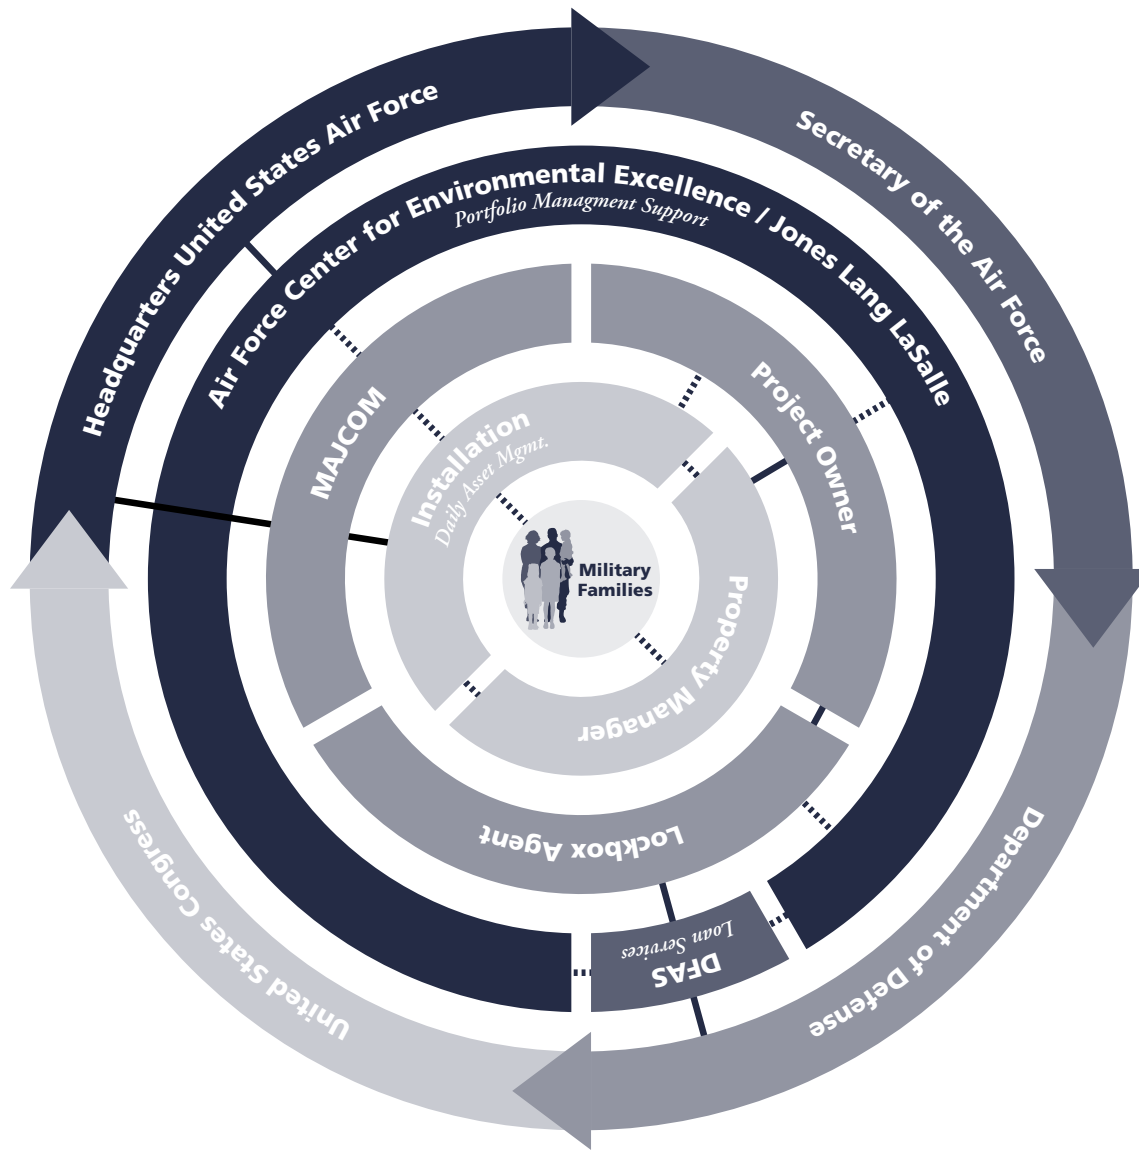 Headquarters United States Air Force
Secretary of the Air Force
Air Force Center for Environmental Excellence / Jones Lang LaSalle
Portfolio Managment Support
MAJCOM
Project Owner
Installation
Daily Asset Mgmt.
Military
Families
Property Manager
Lockbox Agent
Loan Services
DFAS
Department of Defense
United States Congress